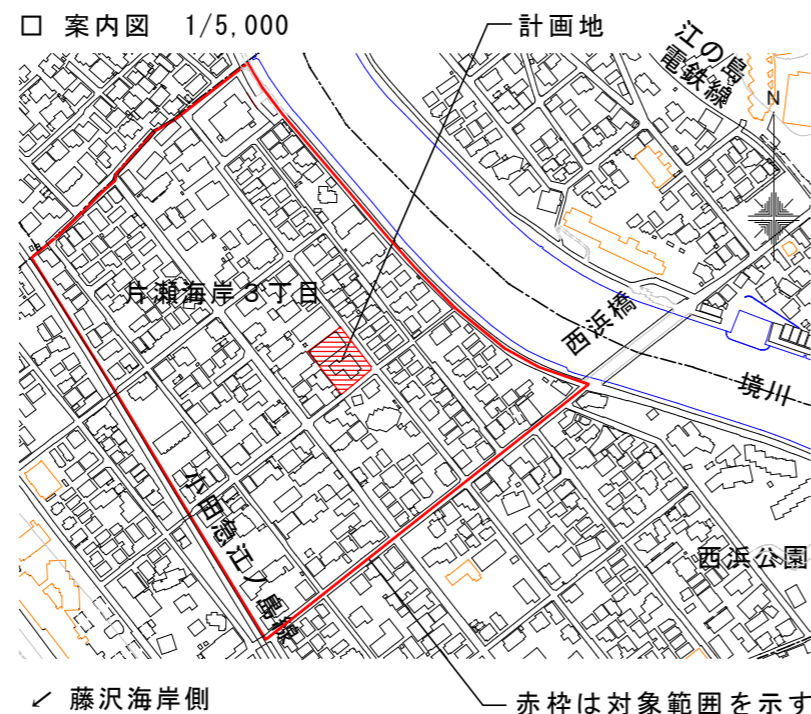 □ 案内図 1/5,000
計画地
江の島
電鉄線
N
片瀬海岸3丁目
西浜橋
境川
小田急江ノ島線
西浜公園
↙ 藤沢海岸側
赤枠は対象範囲を示す